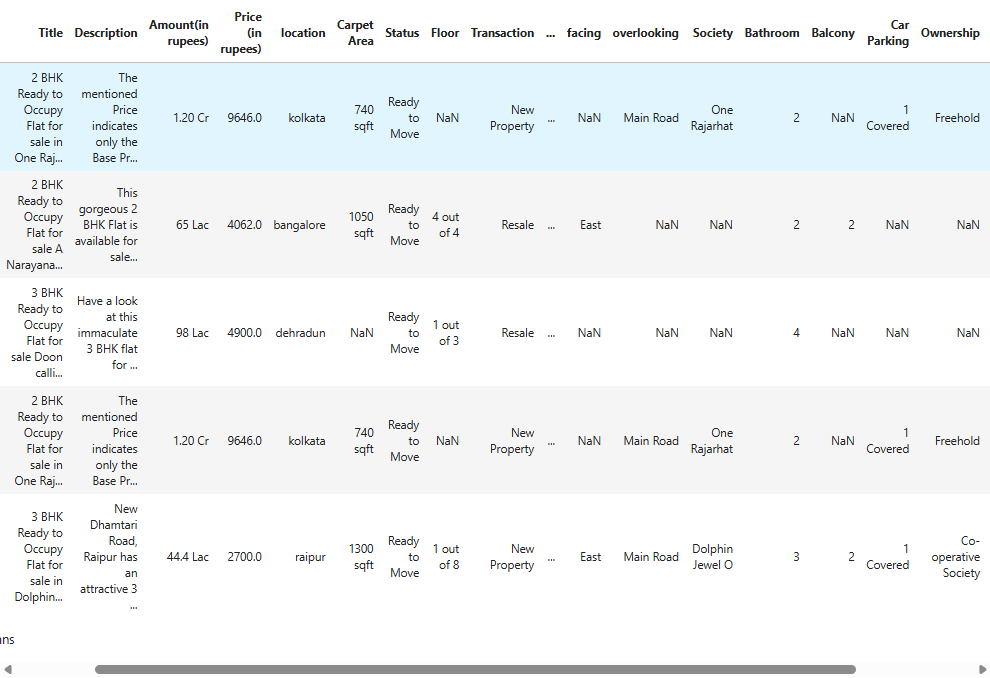 Title Description Amount(in rupees) Price (in rupees) location Carpet Area Status Floor Transaction ... facing overlooking Society Bathroom Balcony Car Parking Ownership
2 BHK Ready to Occupy Flat for sale in One Raj... The mentioned Price indicates only the Base Pr... 1.20 Cr 9646.0 kolkata 740 sqft Ready to Move NaN New Property ... NaN Main Road One Rajarhat 2 NaN 1 Covered Freehold
2 BHK Ready to Occupy Flat for sale A Narayana... This gorgeous 2 BHK Flat is available for sale... 65 Lac 4062.0 bangalore 1050 sqft Ready to Move 4 out of 4 Resale ... East NaN NaN 2 2 NaN NaN
3 BHK Ready to Occupy Flat for sale Doon calli... Have a look at this immaculate 3 BHK flat for ... 98 Lac 4900.0 dehradun NaN Ready to Move 1 out of 3 Resale ... NaN NaN NaN 4 NaN NaN NaN
2 BHK Ready to Occupy Flat for sale in One Raj... The mentioned Price indicates only the Base Pr... 1.20 Cr 9646.0 kolkata 740 sqft Ready to Move NaN New Property ... NaN Main Road One Rajarhat 2 NaN 1 Covered Freehold
3 BHK Ready to Occupy Flat for sale in Dolphin... New Dhamtari Road, Raipur has an attractive 3 ... 44.4 Lac 2700.0 raipur 1300 sqft Ready to Move 1 out of 8 New Property ... East Main Road Dolphin Jewel O 3 2 1 Covered Co-operative Society